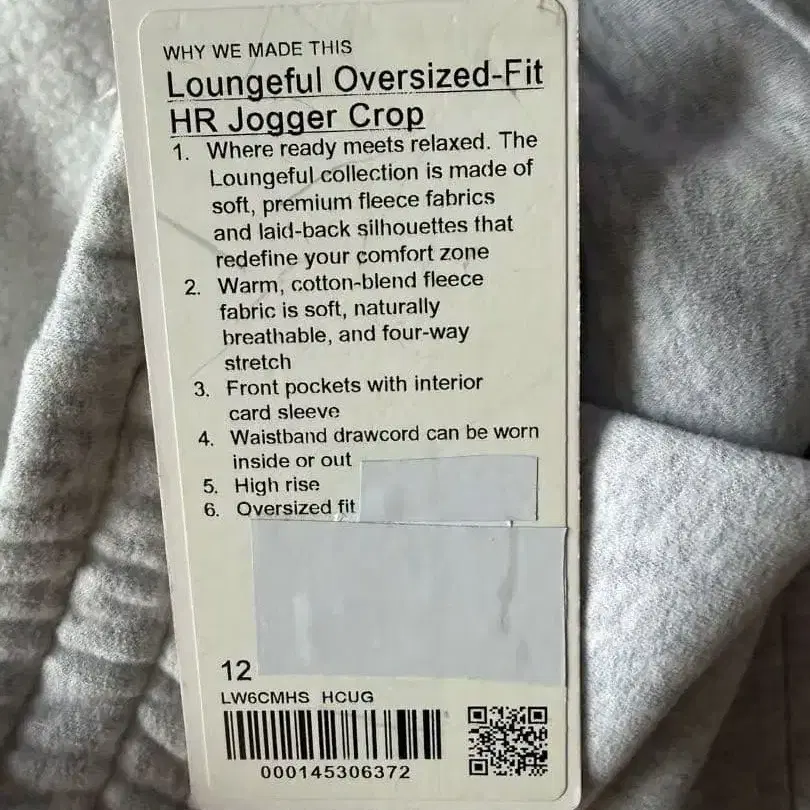 WHY WE MADE THIS
Loungeful Oversized-Fit
HR Jogger Crop
1. Where ready meets relaxed. The
Loungeful collection is made of
soft, premium fleece fabrics
and laid-back silhouettes that
redefine your comfort zone
2. Warm, cotton-blend fleece
fabric is soft, naturally
breathable, and four-way
stretch
3. Front pockets with interior
card sleeve
4. Waistband drawcord can be worn
inside or out
5. High rise
6. Oversized fit
12
LW6CMHS HCUG
000145306372